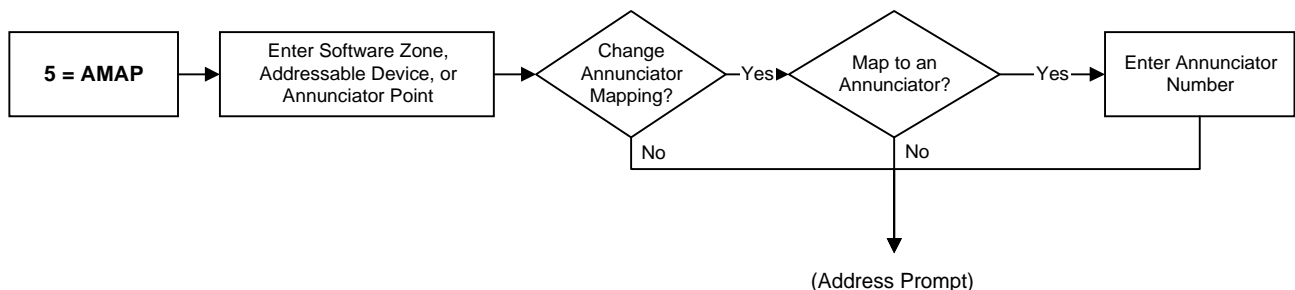 5 = AMAP
Enter Software Zone,
Addressable Device, or
Annunciator Point
Change
Annunciator
Mapping?
Yes
Map to an
Annunciator?
Yes
Enter Annunciator
Number
No
No
(Address Prompt)